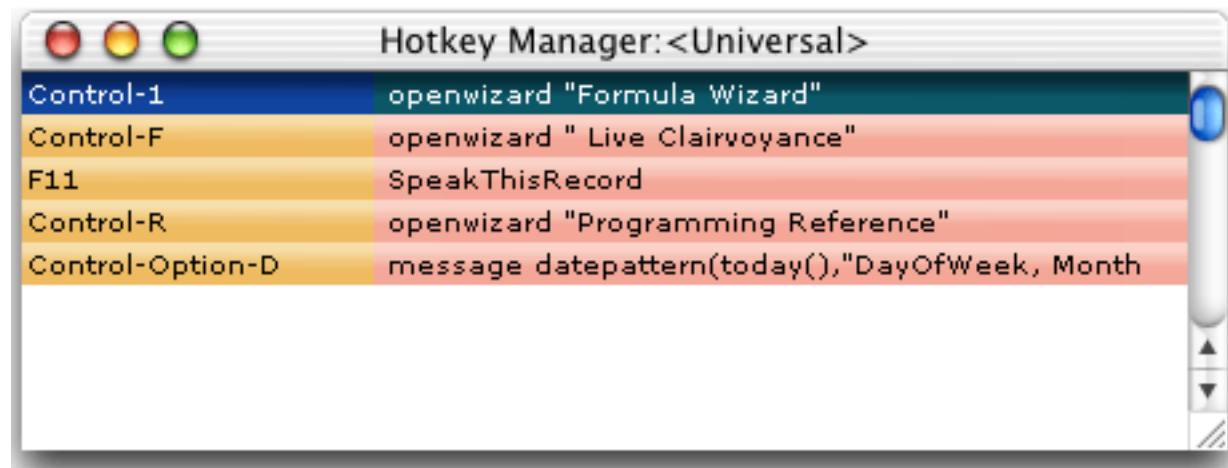 Hotkey Manager:<Universal>
Control-1 openwizard "Formula Wizard"
Control-F openwizard " Live Clairvoyance"
F11 SpeakThisRecord
Control-R openwizard "Programming Reference"
Control-Option-D message datepattern(today(),"DayOfWeek, Month